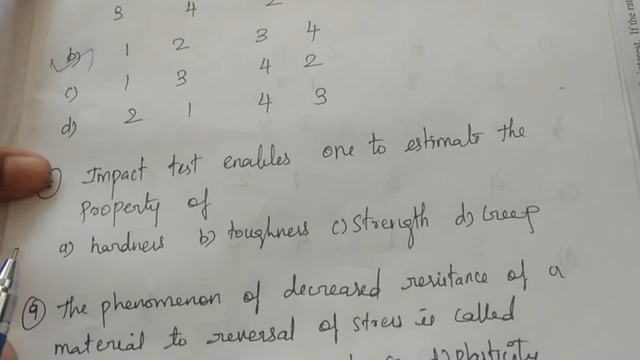 3 4 2
b) 1 2 3 4
c) 1 3 4 2
d) 2 1 4 3
Impact test enables one to estimate the
property of
a) hardness b) toughness c) strength d) creep
9 The phenomenon of decreased resistance of a
material to reversal of stress is called
d) plasticity